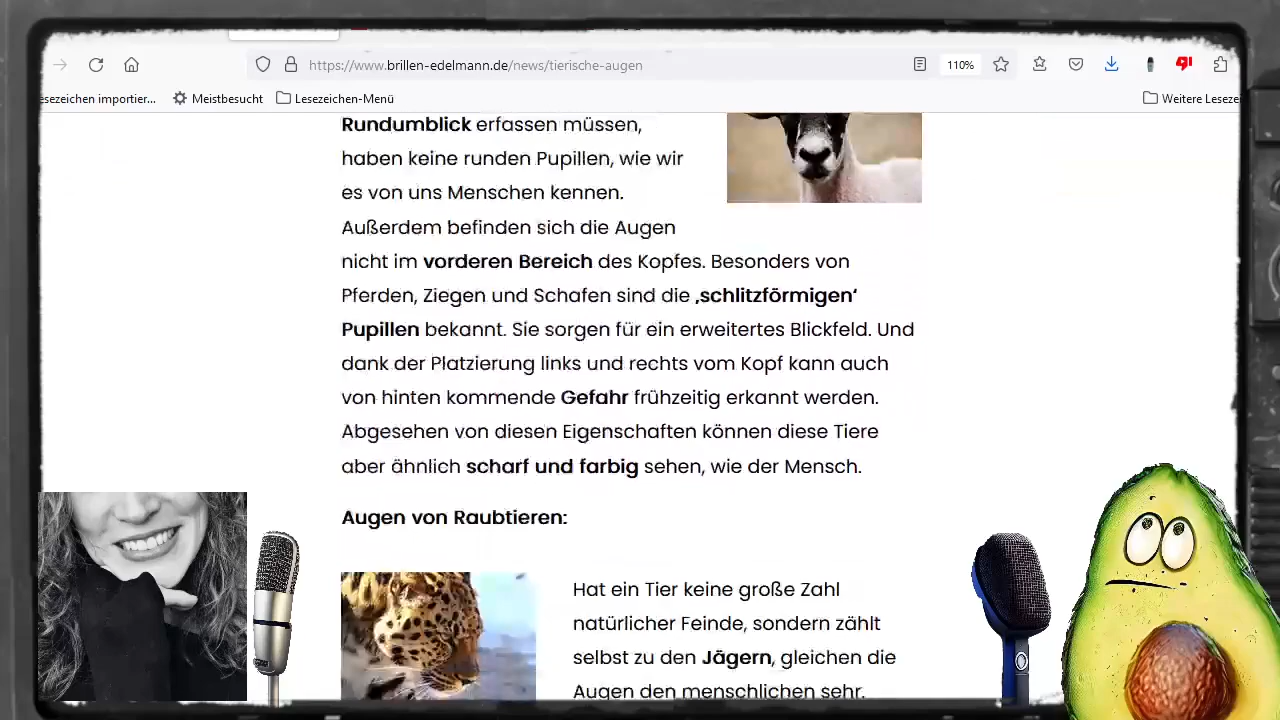 https://www.brillen-edelmann.de/news/tierische-augen
110%
esezeichen importier...
Meistbesucht
Lesezeichen-Menü
Weitere Leseze
Rundumblick erfassen müssen,
haben keine runden Pupillen, wie wir
es von uns Menschen kennen.
Außerdem befinden sich die Augen
nicht im vorderen Bereich des Kopfes. Besonders von
Pferden, Ziegen und Schafen sind die ‚schlitzförmigen‘
Pupillen bekannt. Sie sorgen für ein erweitertes Blickfeld. Und
dank der Platzierung links und rechts vom Kopf kann auch
von hinten kommende Gefahr frühzeitig erkannt werden.
Abgesehen von diesen Eigenschaften können diese Tiere
aber ähnlich scharf und farbig sehen, wie der Mensch.
Augen von Raubtieren:
Hat ein Tier keine große Zahl
natürlicher Feinde, sondern zählt
selbst zu den Jägern, gleichen die
Augen den menschlichen sehr.